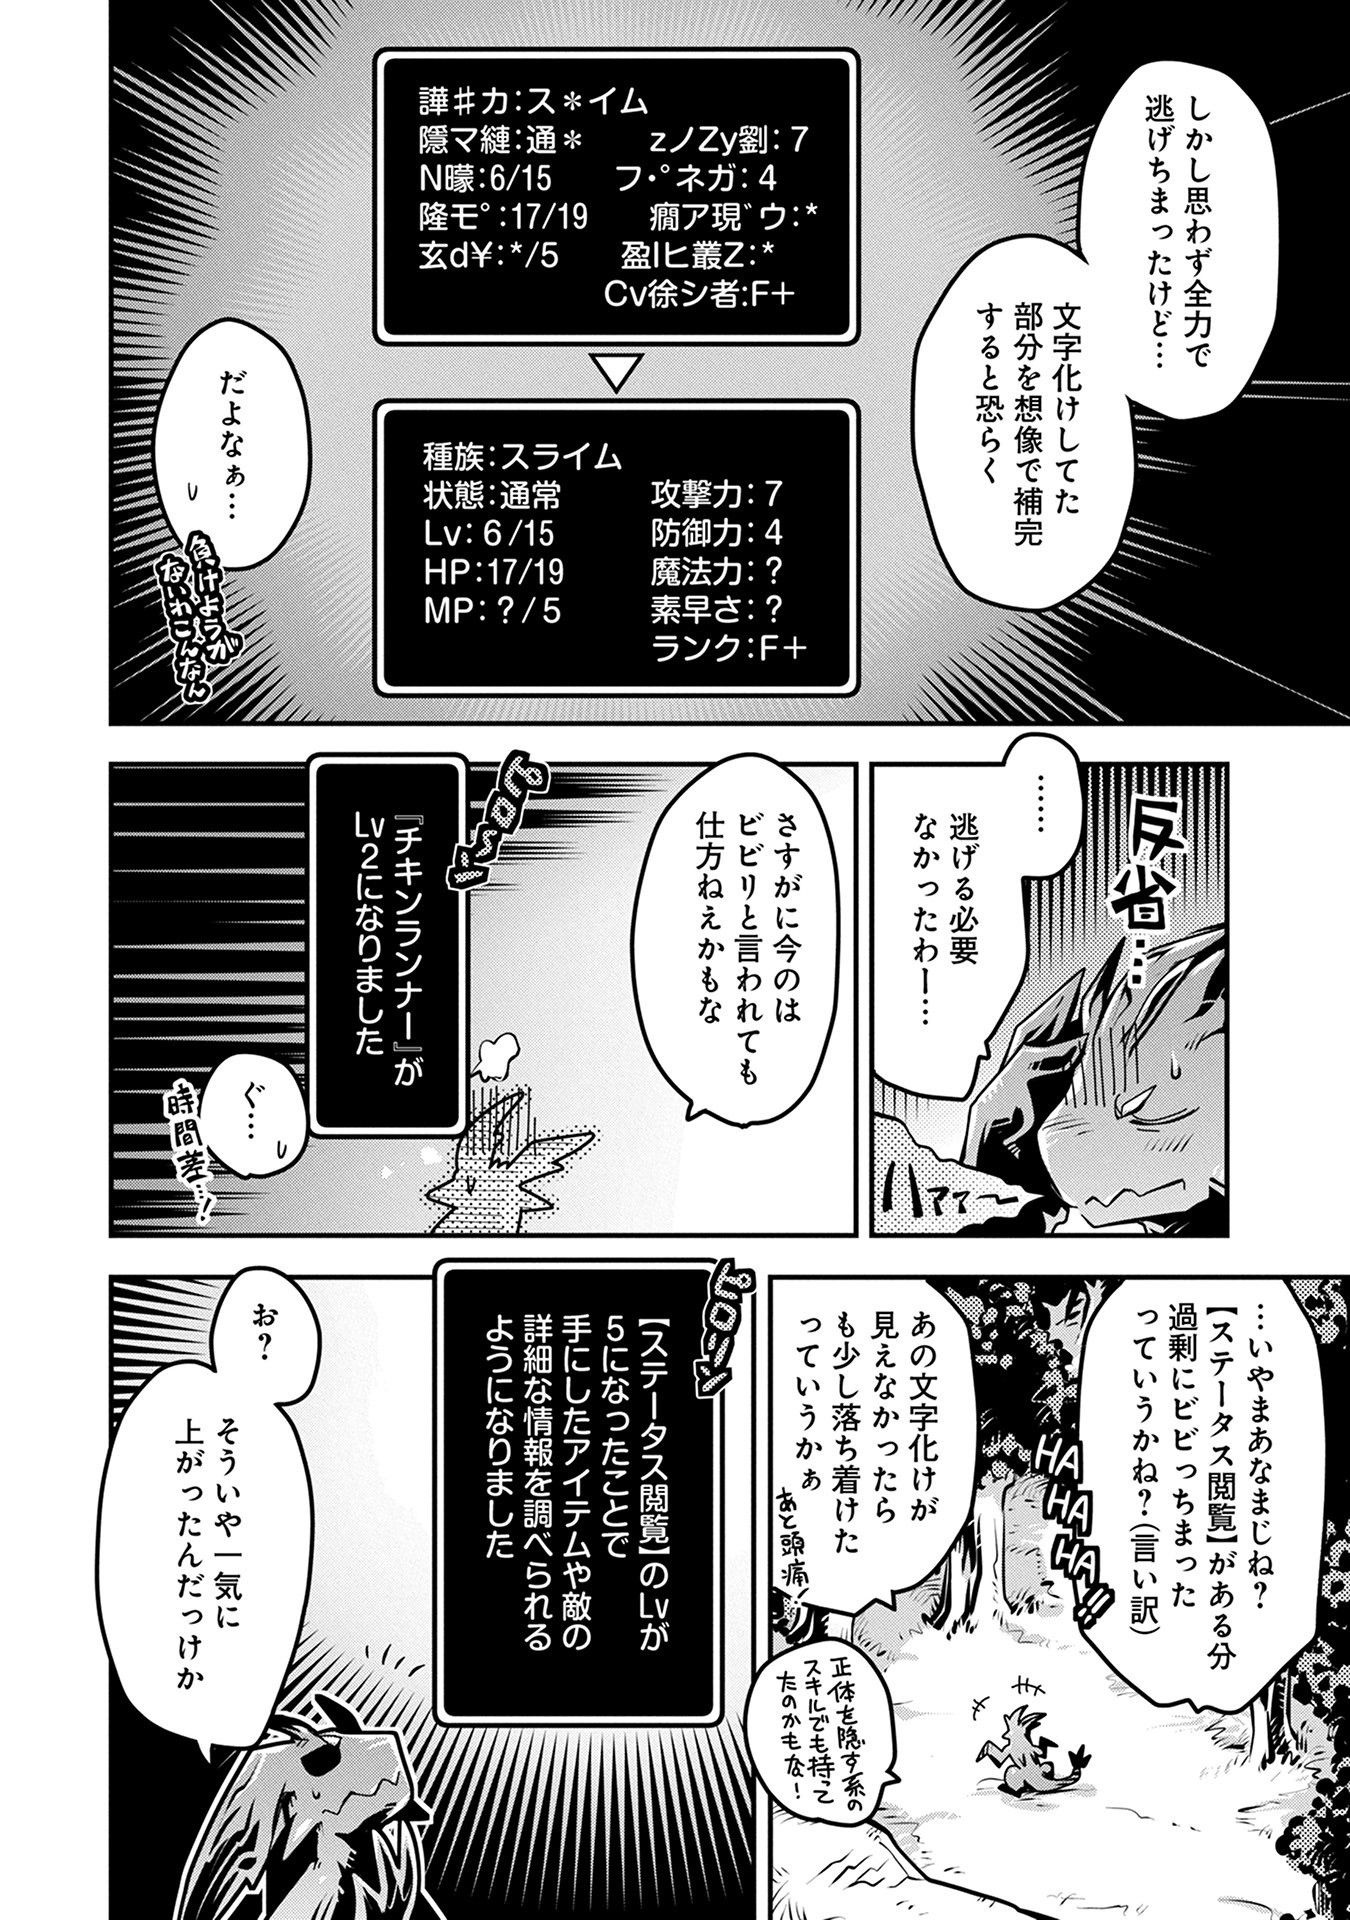 しかし思わず全力で
逃げちまったけど…
文字化けしてた
部分を想像で補完
すると恐らく
譁♯カ:ス＊イム
隠マ縺:通＊　zノZy劉:7
N曚:6/15　フ・゜ネガ:4
隆モ゜:17/19　癇ア現゛ウ:*
玄d¥:*/5　盈Iヒ叢Z:*
Cv徐シ者:F+
種族:スライム
状態:通常　攻撃力:7
Lv:6/15　防御力:4
HP:17/19　魔法力:?
MP:?/5　素早さ:?
ランク:F+
だよなぁ…
負けようが
ないわこんなん
反省…
……
逃げる必要
なかったわー…
ハァァァ〜
さすがに今のは
ビビリと言われても
仕方ねえかもな
ピローン
『チキンランナー』が
Lv2になりました
ぐ…
時間差…!
…いやまあなまじね?
【ステータス閲覧】がある分
過剰にビビっちまった
っていうかね?(言い訳)
HA
HA
HA!!
あの文字化けが
見えなかったら
も少し落ち着けた
っていうかぁ
あと頭痛!
正体を隠す系の
スキルでも持って
たのかもな!
ピローン
【ステータス閲覧】のLvが
5になったことで
手にしたアイテムや敵の
詳細な情報を調べられる
ようになりました
お?
そういや一気に
上がったんだっけか